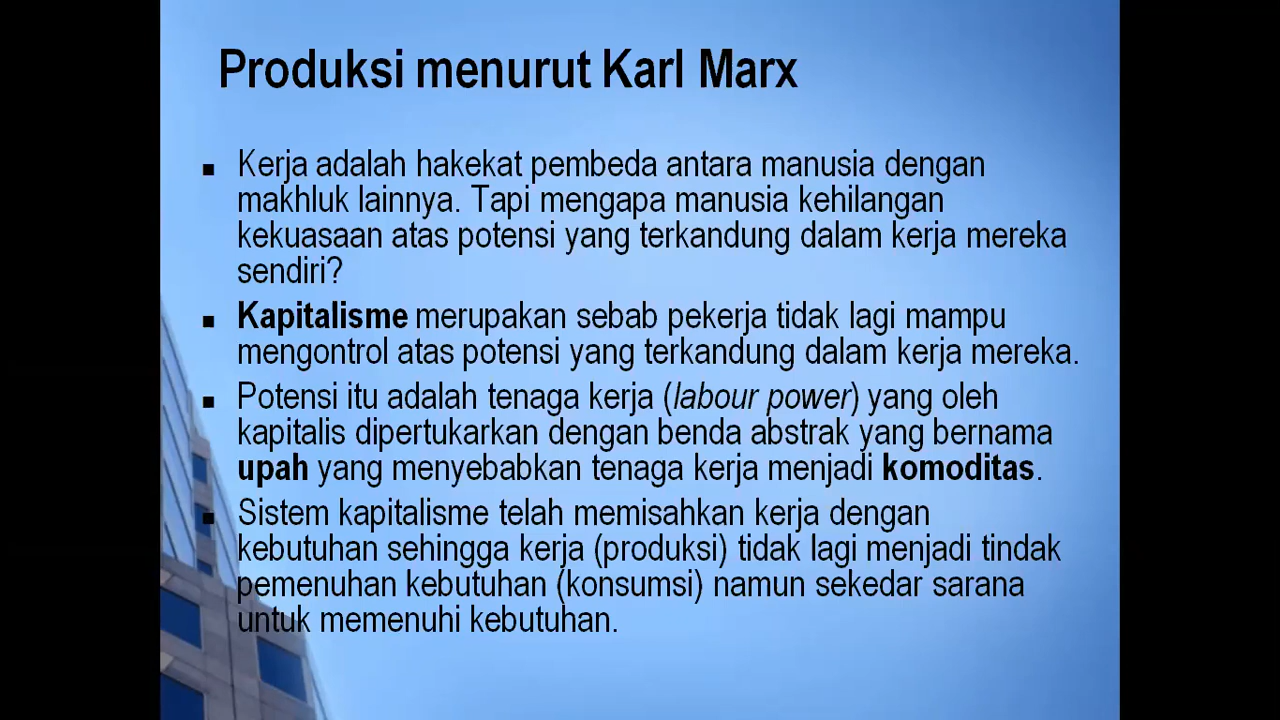 Produksi menurut Karl Marx
Kerja adalah hakekat pembeda antara manusia dengan
makhluk lainnya. Tapi mengapa manusia kehilangan
kekuasaan atas potensi yang terkandung dalam kerja mereka
sendiri?
Kapitalisme merupakan sebab pekerja tidak lagi mampu
mengontrol atas potensi yang terkandung dalam kerja mereka.
Potensi itu adalah tenaga kerja (labour power) yang oleh
kapitalis dipertukarkan dengan benda abstrak yang bernama
upah yang menyebabkan tenaga kerja menjadi komoditas.
Sistem kapitalisme telah memisahkan kerja dengan
kebutuhan sehingga kerja (produksi) tidak lagi menjadi tindak
pemenuhan kebutuhan (konsumsi) namun sekedar sarana
untuk memenuhi kebutuhan.